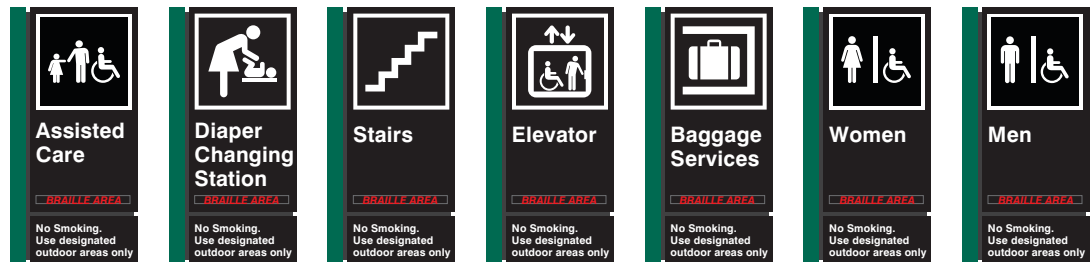 Assisted
Care
BRAILLE AREA
No Smoking.
Use designated
outdoor areas only
Diaper
Changing
Station
BRAILLE AREA
No Smoking.
Use designated
outdoor areas only
Stairs
BRAILLE AREA
No Smoking.
Use designated
outdoor areas only
Elevator
BRAILLE AREA
No Smoking.
Use designated
outdoor areas only
Baggage
Services
BRAILLE AREA
No Smoking.
Use designated
outdoor areas only
Women
BRAILLE AREA
No Smoking.
Use designated
outdoor areas only
Men
BRAILLE AREA
No Smoking.
Use designated
outdoor areas only